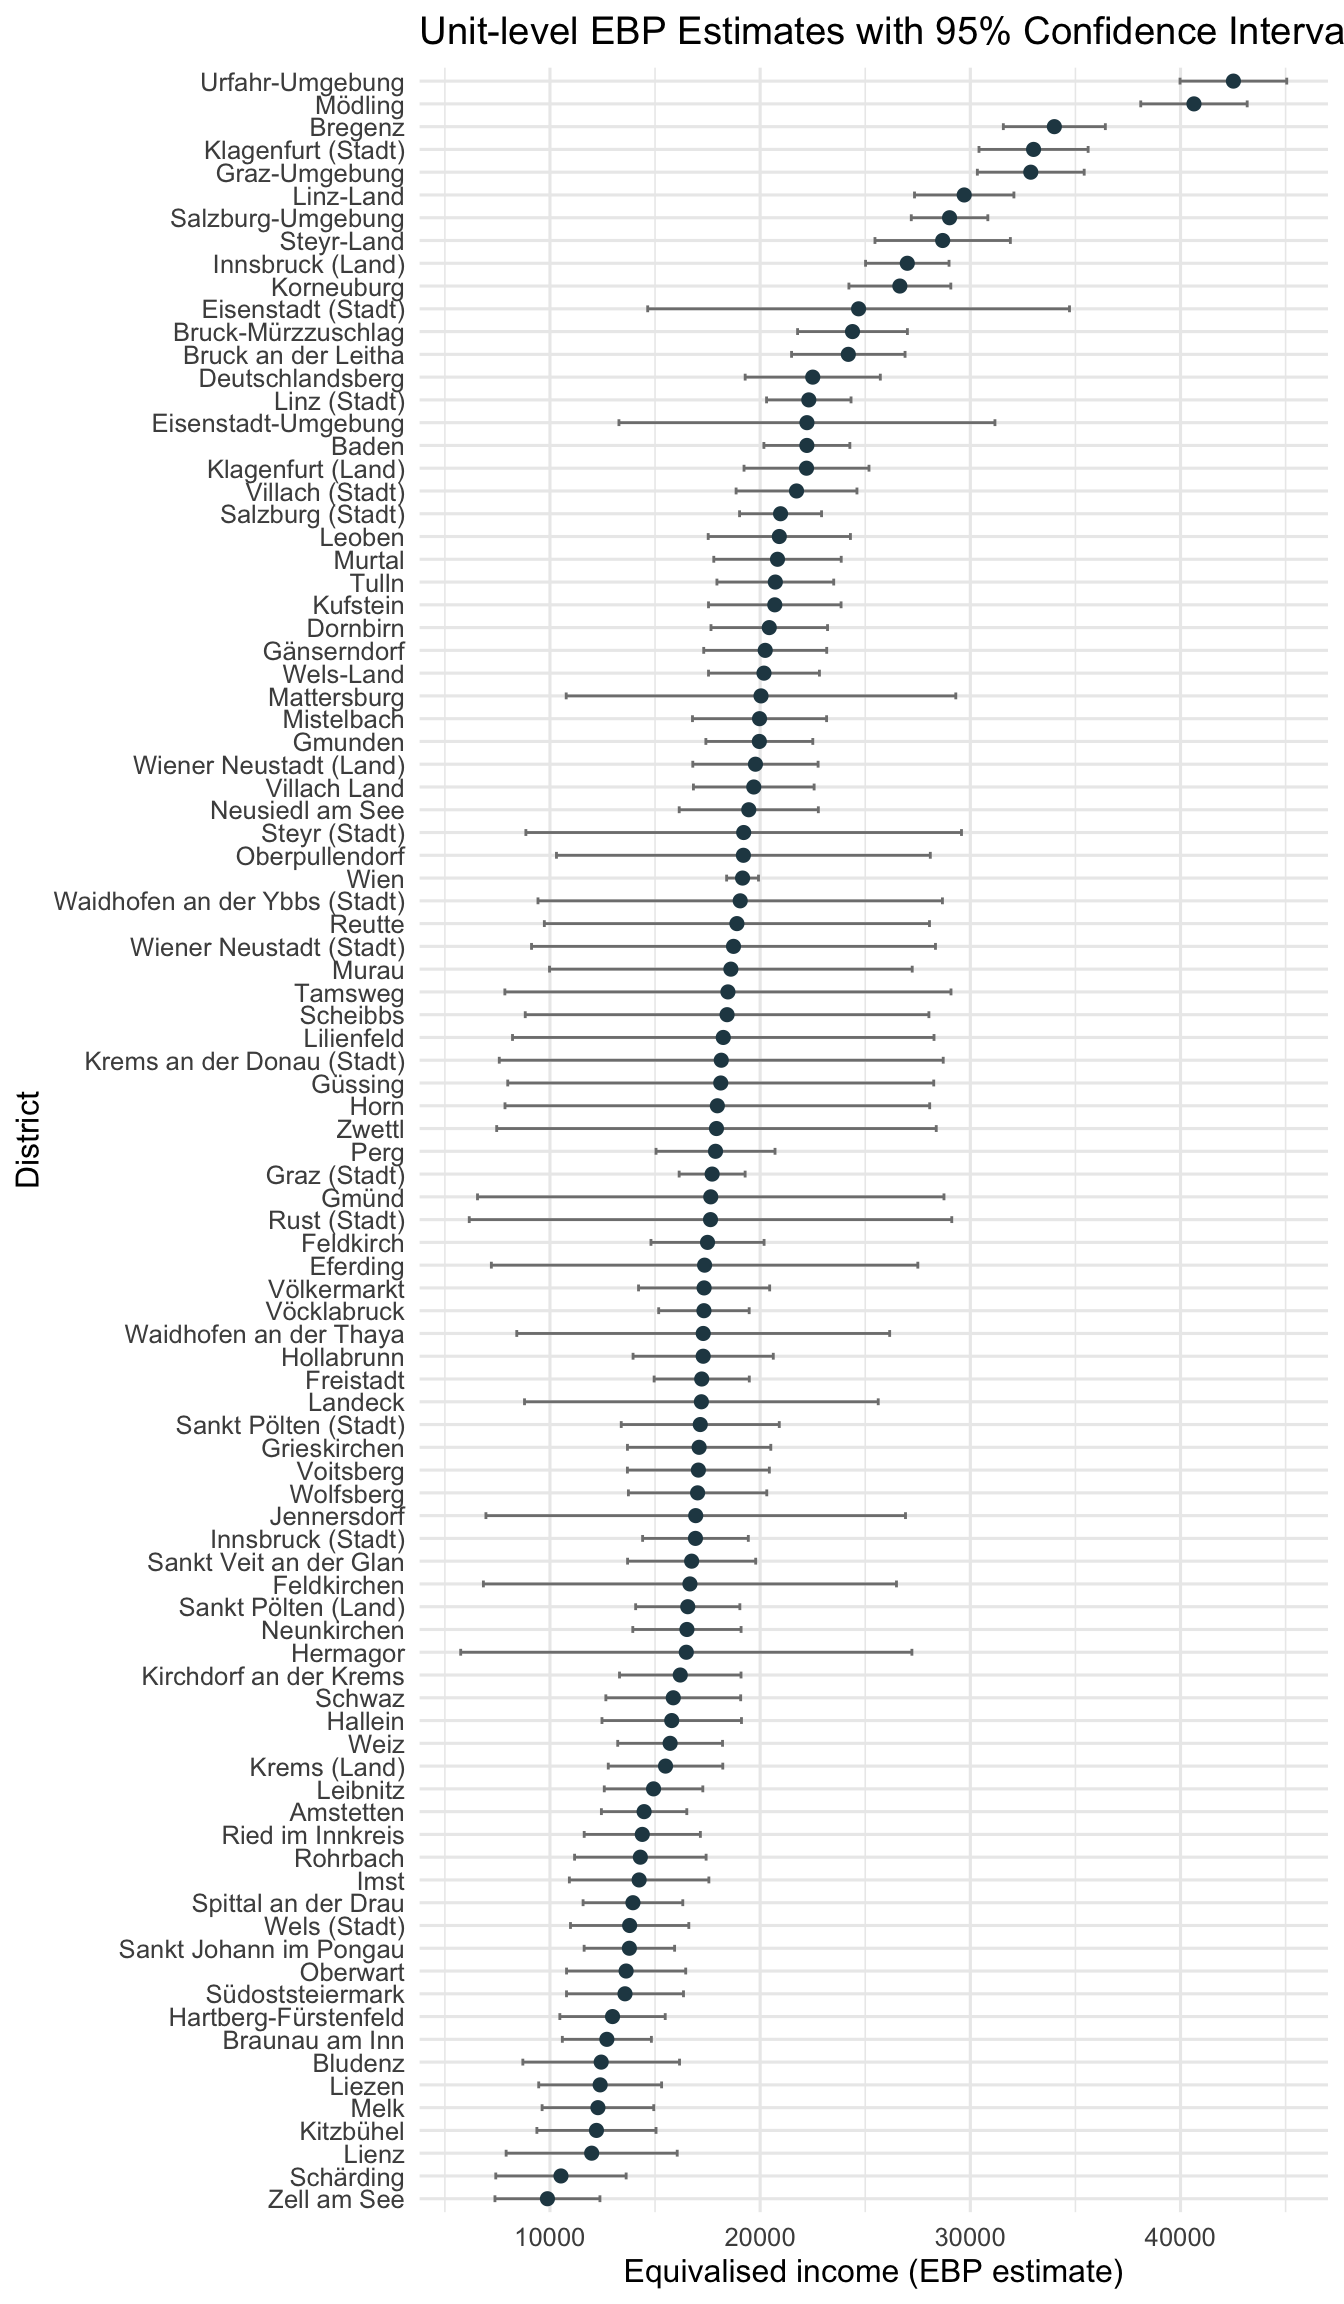 Unit-level EBP Estimates with 95% Confidence Interva
Urfahr-Umgebung
Mödling
Bregenz
Klagenfurt (Stadt)
Graz-Umgebung
Linz-Land
Salzburg-Umgebung
Steyr-Land
Innsbruck (Land)
Korneuburg
Eisenstadt (Stadt)
Bruck-Mürzzuschlag
Bruck an der Leitha
Deutschlandsberg
Linz (Stadt)
Eisenstadt-Umgebung
Baden
Klagenfurt (Land)
Villach (Stadt)
Salzburg (Stadt)
Leoben
Murtal
Tulln
Kufstein
Dornbirn
Gänserndorf
Wels-Land
Mattersburg
Mistelbach
Gmunden
Wiener Neustadt (Land)
Villach Land
Neusiedl am See
Steyr (Stadt)
Oberpullendorf
Wien
Waidhofen an der Ybbs (Stadt)
Reutte
Wiener Neustadt (Stadt)
Murau
Tamsweg
Scheibbs
Lilienfeld
Krems an der Donau (Stadt)
Güssing
Horn
Zwettl
Perg
Graz (Stadt)
Gmünd
Rust (Stadt)
Feldkirch
Eferding
Völkermarkt
Vöcklabruck
Waidhofen an der Thaya
Hollabrunn
Freistadt
Landeck
Sankt Pölten (Stadt)
Grieskirchen
Voitsberg
Wolfsberg
Jennersdorf
Innsbruck (Stadt)
Sankt Veit an der Glan
Feldkirchen
Sankt Pölten (Land)
Neunkirchen
Hermagor
Kirchdorf an der Krems
Schwaz
Hallein
Weiz
Krems (Land)
Leibnitz
Amstetten
Ried im Innkreis
Rohrbach
Imst
Spittal an der Drau
Wels (Stadt)
Sankt Johann im Pongau
Oberwart
Südoststeiermark
Hartberg-Fürstenfeld
Braunau am Inn
Bludenz
Liezen
Melk
Kitzbühel
Lienz
Schärding
Zell am See
District
10000 20000 30000 40000
Equivalised income (EBP estimate)